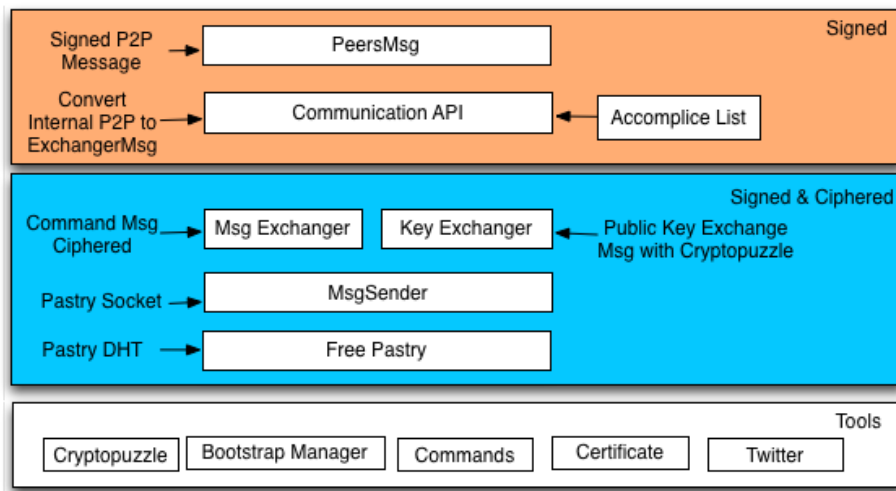 Signed
Signed P2P
Message
PeersMsg
Convert
Internal P2P to
ExchangerMsg
Communication API
Accomplice List
Signed & Ciphered
Command Msg
Ciphered
Msg Exchanger
Key Exchanger
Public Key Exchange
Msg with Cryptopuzzle
Pastry Socket
MsgSender
Pastry DHT
Free Pastry
Tools
Cryptopuzzle
Bootstrap Manager
Commands
Certificate
Twitter